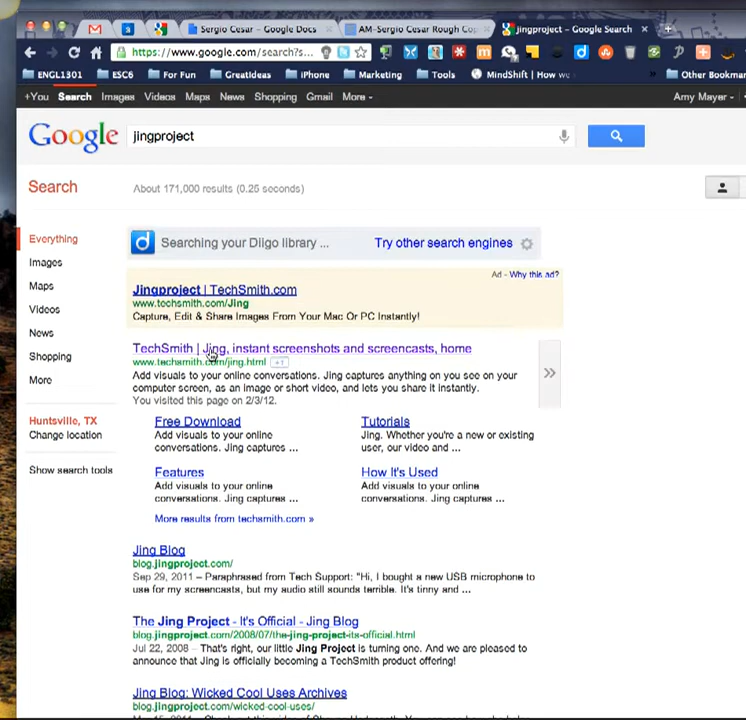 Sergio Cesar – Google Docs
AM-Sergio Cesar Rough Cop
jingproject – Google Search
https://www.google.com/search?s...
ENGL1301
ESC6
For Fun
GreatIdeas
iPhone
Marketing
Tools
MindShift | How we
Other Bookmar
+You
Search
Images
Videos
Maps
News
Shopping
Gmail
More
Amy Mayer
Google
jingproject
Search
About 171,000 results (0.25 seconds)
Everything
Images
Maps
Videos
News
Shopping
More
Huntsville, TX
Change location
Show search tools
Searching your Diigo library ...
Try other search engines
Ad - Why this ad?
Jingproject | TechSmith.com
www.techsmith.com/Jing
Capture, Edit & Share Images From Your Mac Or PC Instantly!
TechSmith | Jing, instant screenshots and screencasts, home
www.techsmith.com/jing.html +1
Add visuals to your online conversations. Jing captures anything on you see on your
computer screen, as an image or short video, and lets you share it instantly.
You visited this page on 2/3/12.
Free Download
Add visuals to your online
conversations. Jing captures ...
Tutorials
Jing. Whether you're a new or existing
user, our video and ...
Features
Add visuals to your online
conversations. Jing captures ...
How It's Used
Add visuals to your online
conversations. Jing captures ...
More results from techsmith.com »
Jing Blog
blog.jingproject.com/
Sep 29, 2011 – Paraphrased from Tech Support: "Hi, I bought a new USB microphone to
use for my screencasts, but my audio still sounds terrible. It's tinny and ...
The Jing Project - It's Official - Jing Blog
blog.jingproject.com/2008/07/the-jing-project-its-official.html
Jul 22, 2008 – That's right, our little Jing Project is turning one. And we are pleased to
announce that Jing is officially becoming a TechSmith product offering!
Jing Blog: Wicked Cool Uses Archives
blog.jingproject.com/wicked-cool-uses/